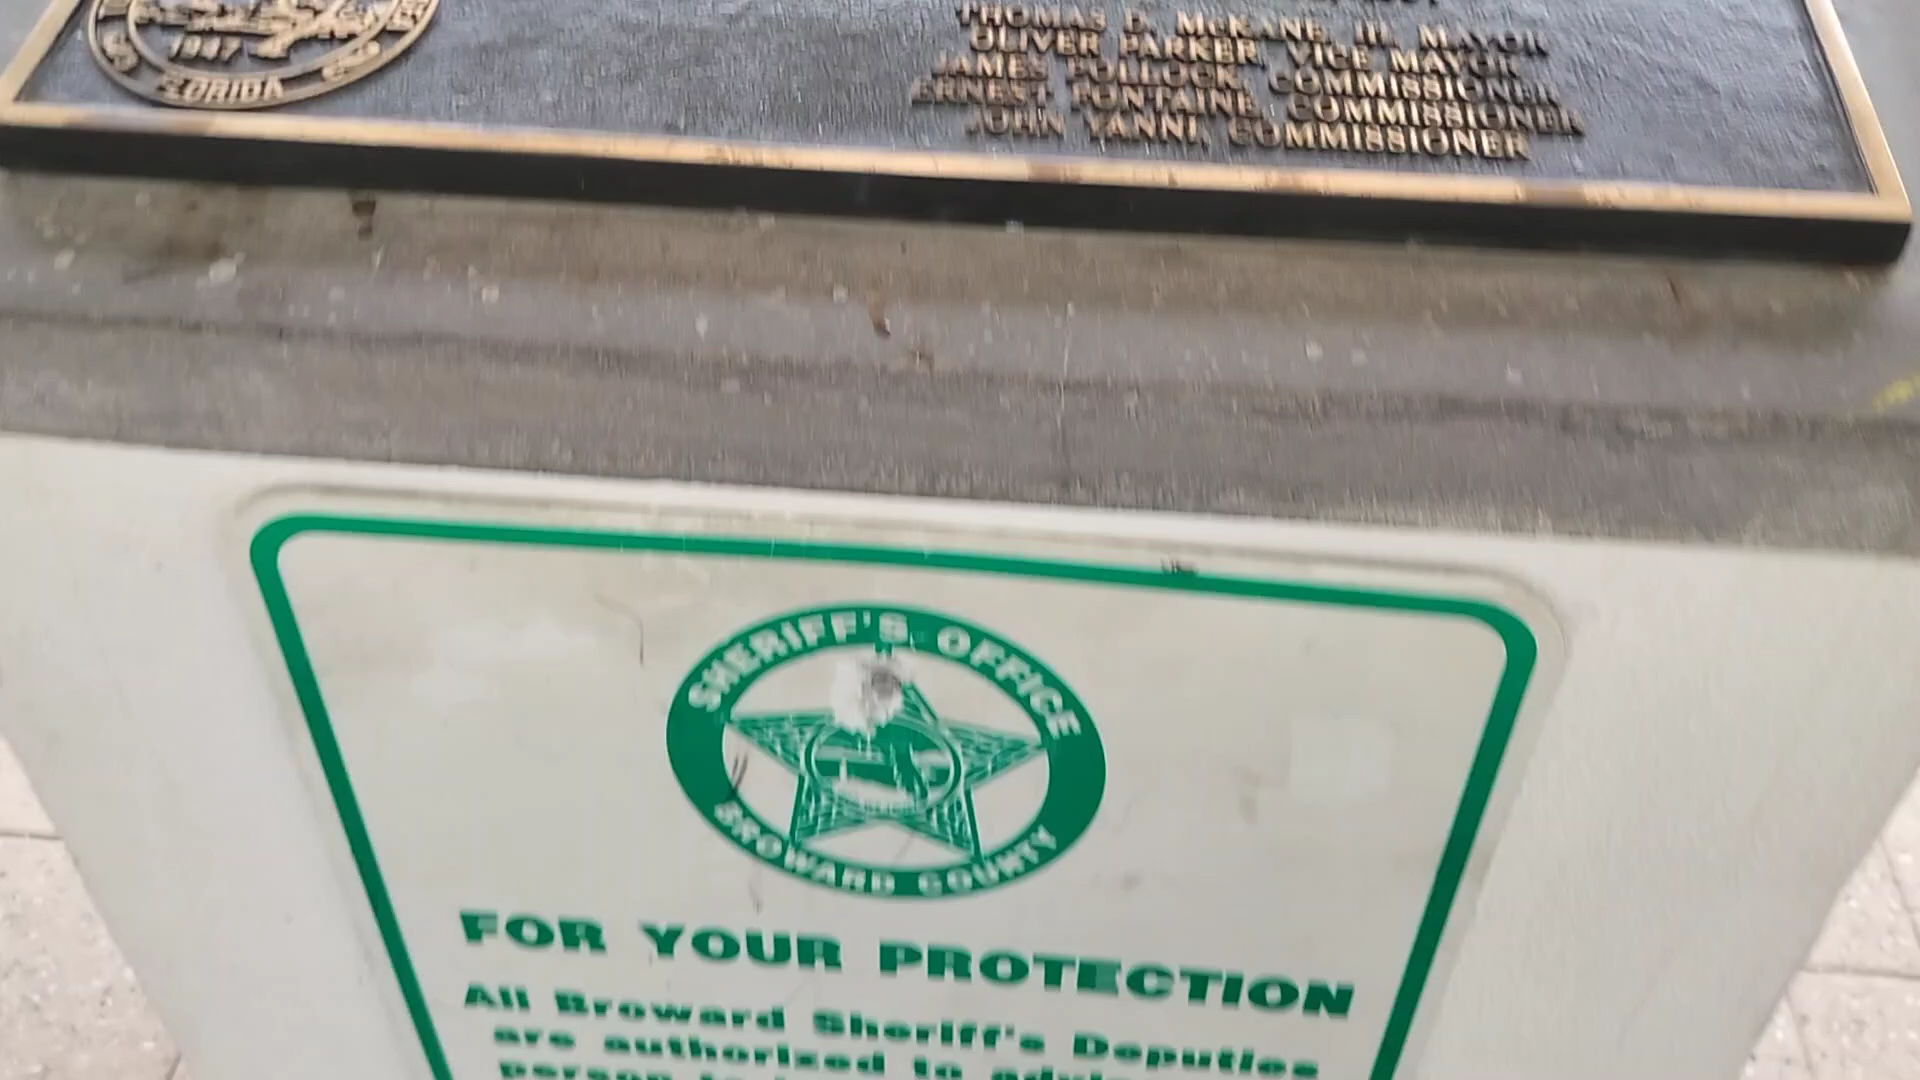 1947
FLORIDA
THOMAS D. McKANE, III, MAYOR
OLIVER PARKER, VICE MAYOR
JAMES POLLOCK, COMMISSIONER
ERNEST FONTAINE, COMMISSIONER
JOHN YANNI, COMMISSIONER
SHERIFF'S OFFICE
BROWARD COUNTY
FOR YOUR PROTECTION
All Broward Sheriff's Deputies
are authorized to
person